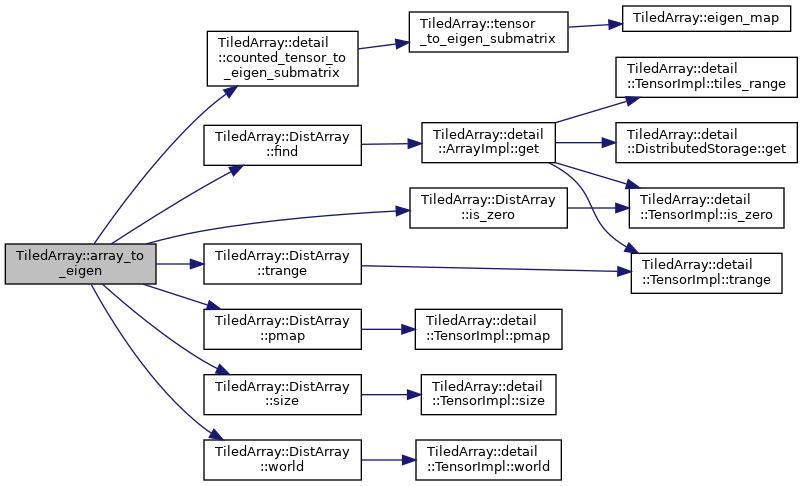 TiledArray::array_to
_eigen
TiledArray::detail
::counted_tensor_to
_eigen_submatrix
TiledArray::tensor
_to_eigen_submatrix
TiledArray::eigen_map
TiledArray::DistArray
::find
TiledArray::detail
::ArrayImpl::get
TiledArray::detail
::TensorImpl::tiles_range
TiledArray::detail
::DistributedStorage::get
TiledArray::DistArray
::is_zero
TiledArray::detail
::TensorImpl::is_zero
TiledArray::DistArray
::trange
TiledArray::detail
::TensorImpl::trange
TiledArray::DistArray
::pmap
TiledArray::detail
::TensorImpl::pmap
TiledArray::DistArray
::size
TiledArray::detail
::TensorImpl::size
TiledArray::DistArray
::world
TiledArray::detail
::TensorImpl::world